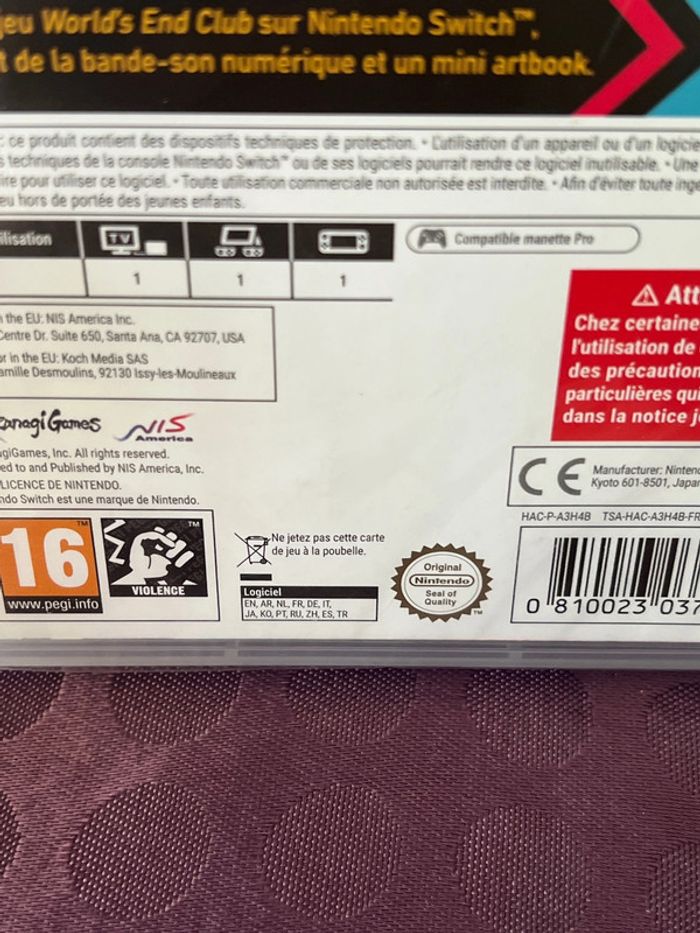 jeu World's End Club sur Nintendo Switch™,
t de la bande-son numérique et un mini artbook.
: ce produit contient des dispositifs techniques de protection. • L'utilisation d'un appareil ou d'un logicie
s techniques de la console Nintendo Switch™ ou de ses logiciels pourrait rendre ce logiciel inutilisable. • Une
ire pour utiliser ce logiciel. • Toute utilisation commerciale non autorisée est interdite. • Afin d'éviter toute inge
eu hors de portée des jeunes enfants.
ilisation
TV
Compatible manette Pro
1
1
1
n the EU: NIS America Inc.
Centre Dr. Suite 650, Santa Ana, CA 92707, USA
or in the EU: Koch Media SAS
amille Desmoulins, 92130 Issy-les-Moulineaux
⚠ Att
Chez certaine
l'utilisation de
des précaution
particulières qu
dans la notice j
zanagiGames
NIS
America
agiGames, Inc. All rights reserved.
ed to and Published by NIS America, Inc.
LICENCE DE NINTENDO.
ndo Switch est une marque de Nintendo.
CE
Manufacturer: Ninten
Kyoto 601-8501, Japa
HAC-P-A3H4B TSA-HAC-A3H4B-FR
16
www.pegi.info
™
VIOLENCE
™
Ne jetez pas cette carte
de jeu à la poubelle.
Logiciel
EN, AR, NL, FR, DE, IT,
JA, KO, PT, RU, ZH, ES, TR
Original
Nintendo
Seal of
Quality
™
0 810023 037